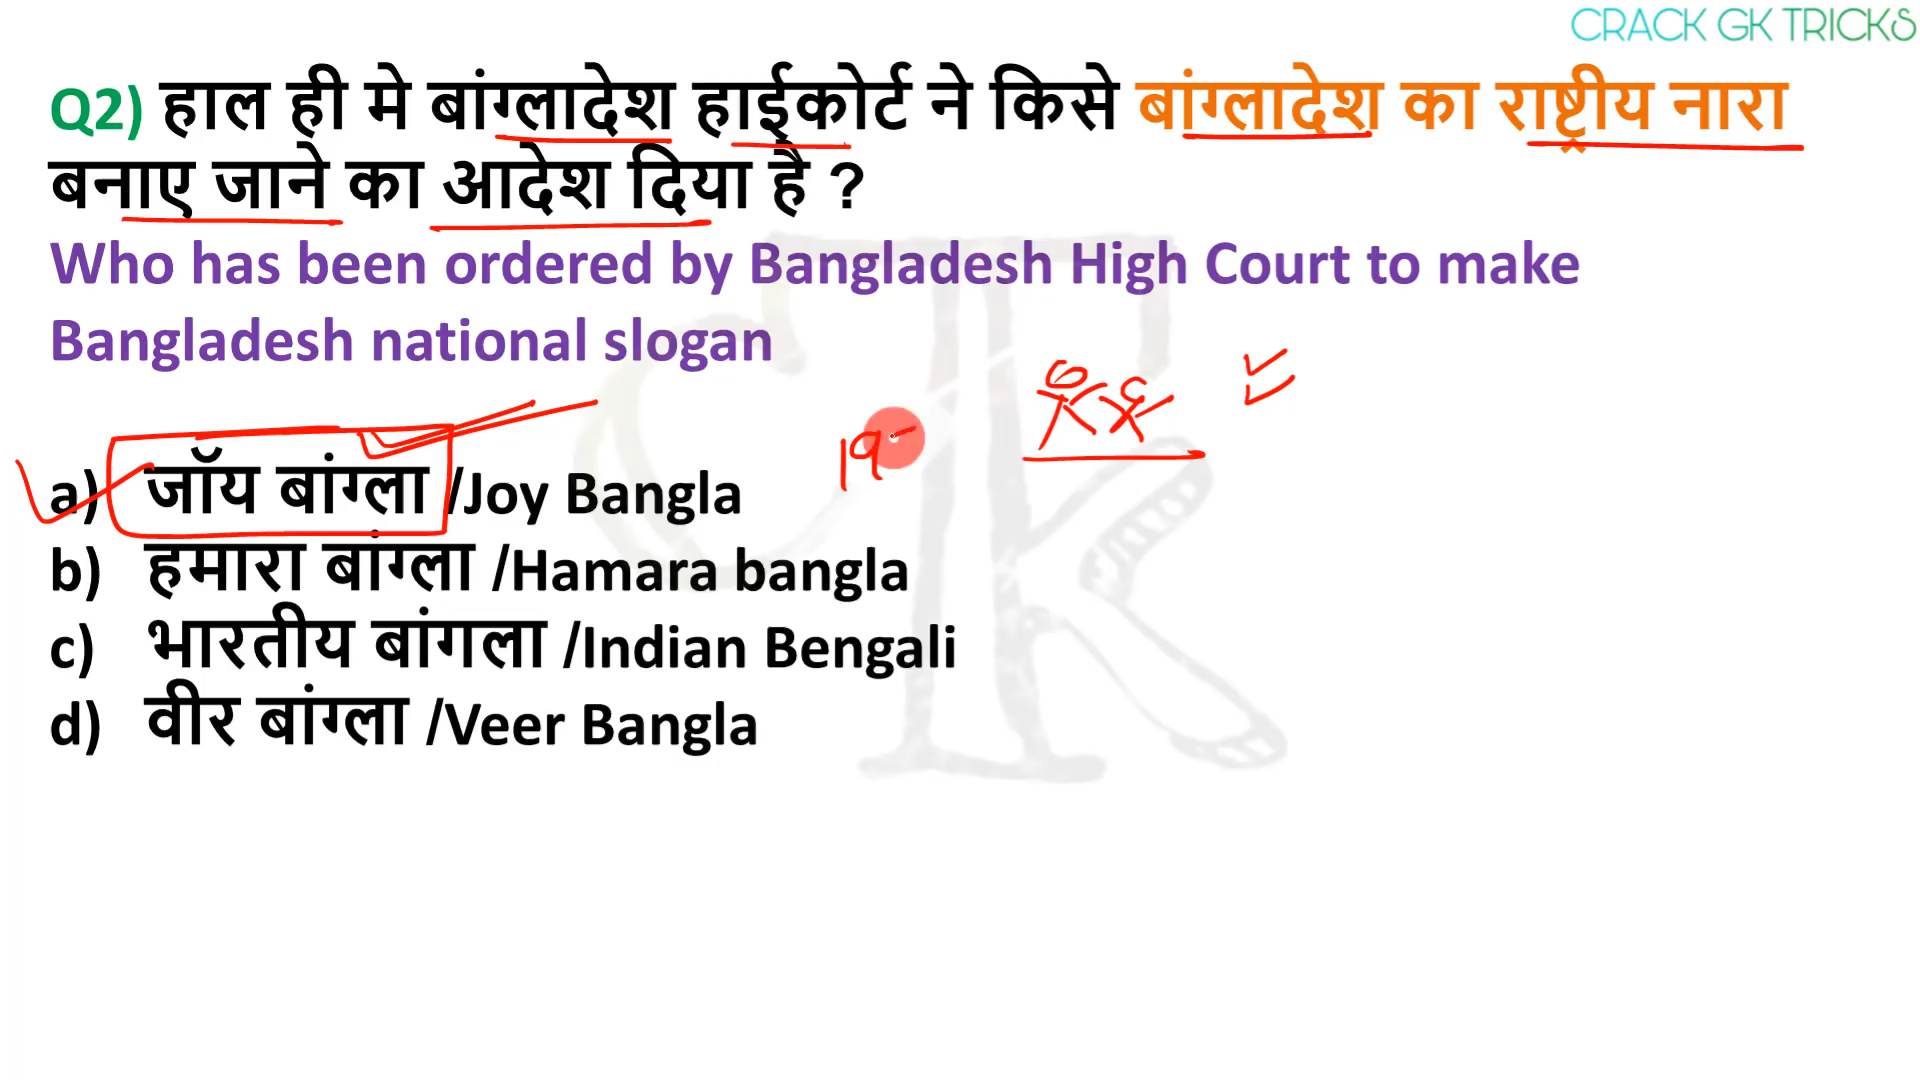 CRACK GK TRICKS
Q2) हाल ही मे बांग्लादेश हाईकोर्ट ने किसे बांग्लादेश का राष्ट्रीय नारा
बनाए जाने का आदेश दिया है ?
Who has been ordered by Bangladesh High Court to make
Bangladesh national slogan
a) जॉय बांग्ला /Joy Bangla
19
b) हमारा बांग्ला /Hamara bangla
c) भारतीय बांगला /Indian Bengali
d) वीर बांग्ला /Veer Bangla